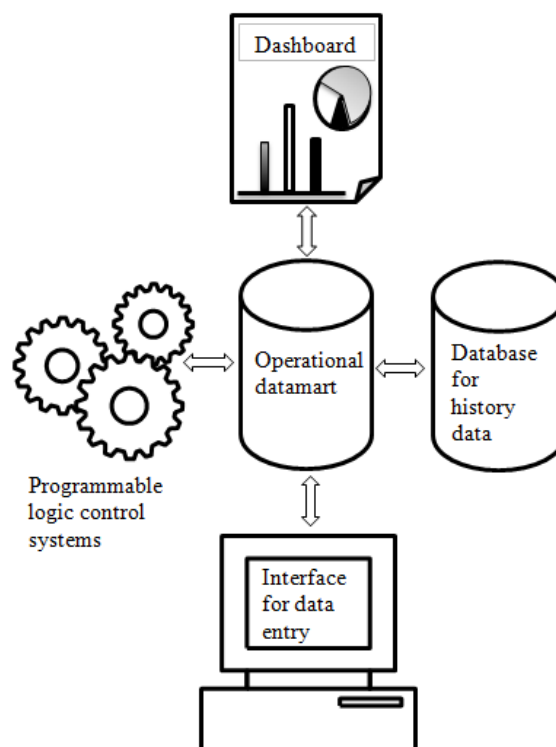 Dashboard
Operational
datamart
Database
for
history
data
Programmable
logic control
systems
Interface
for data
entry